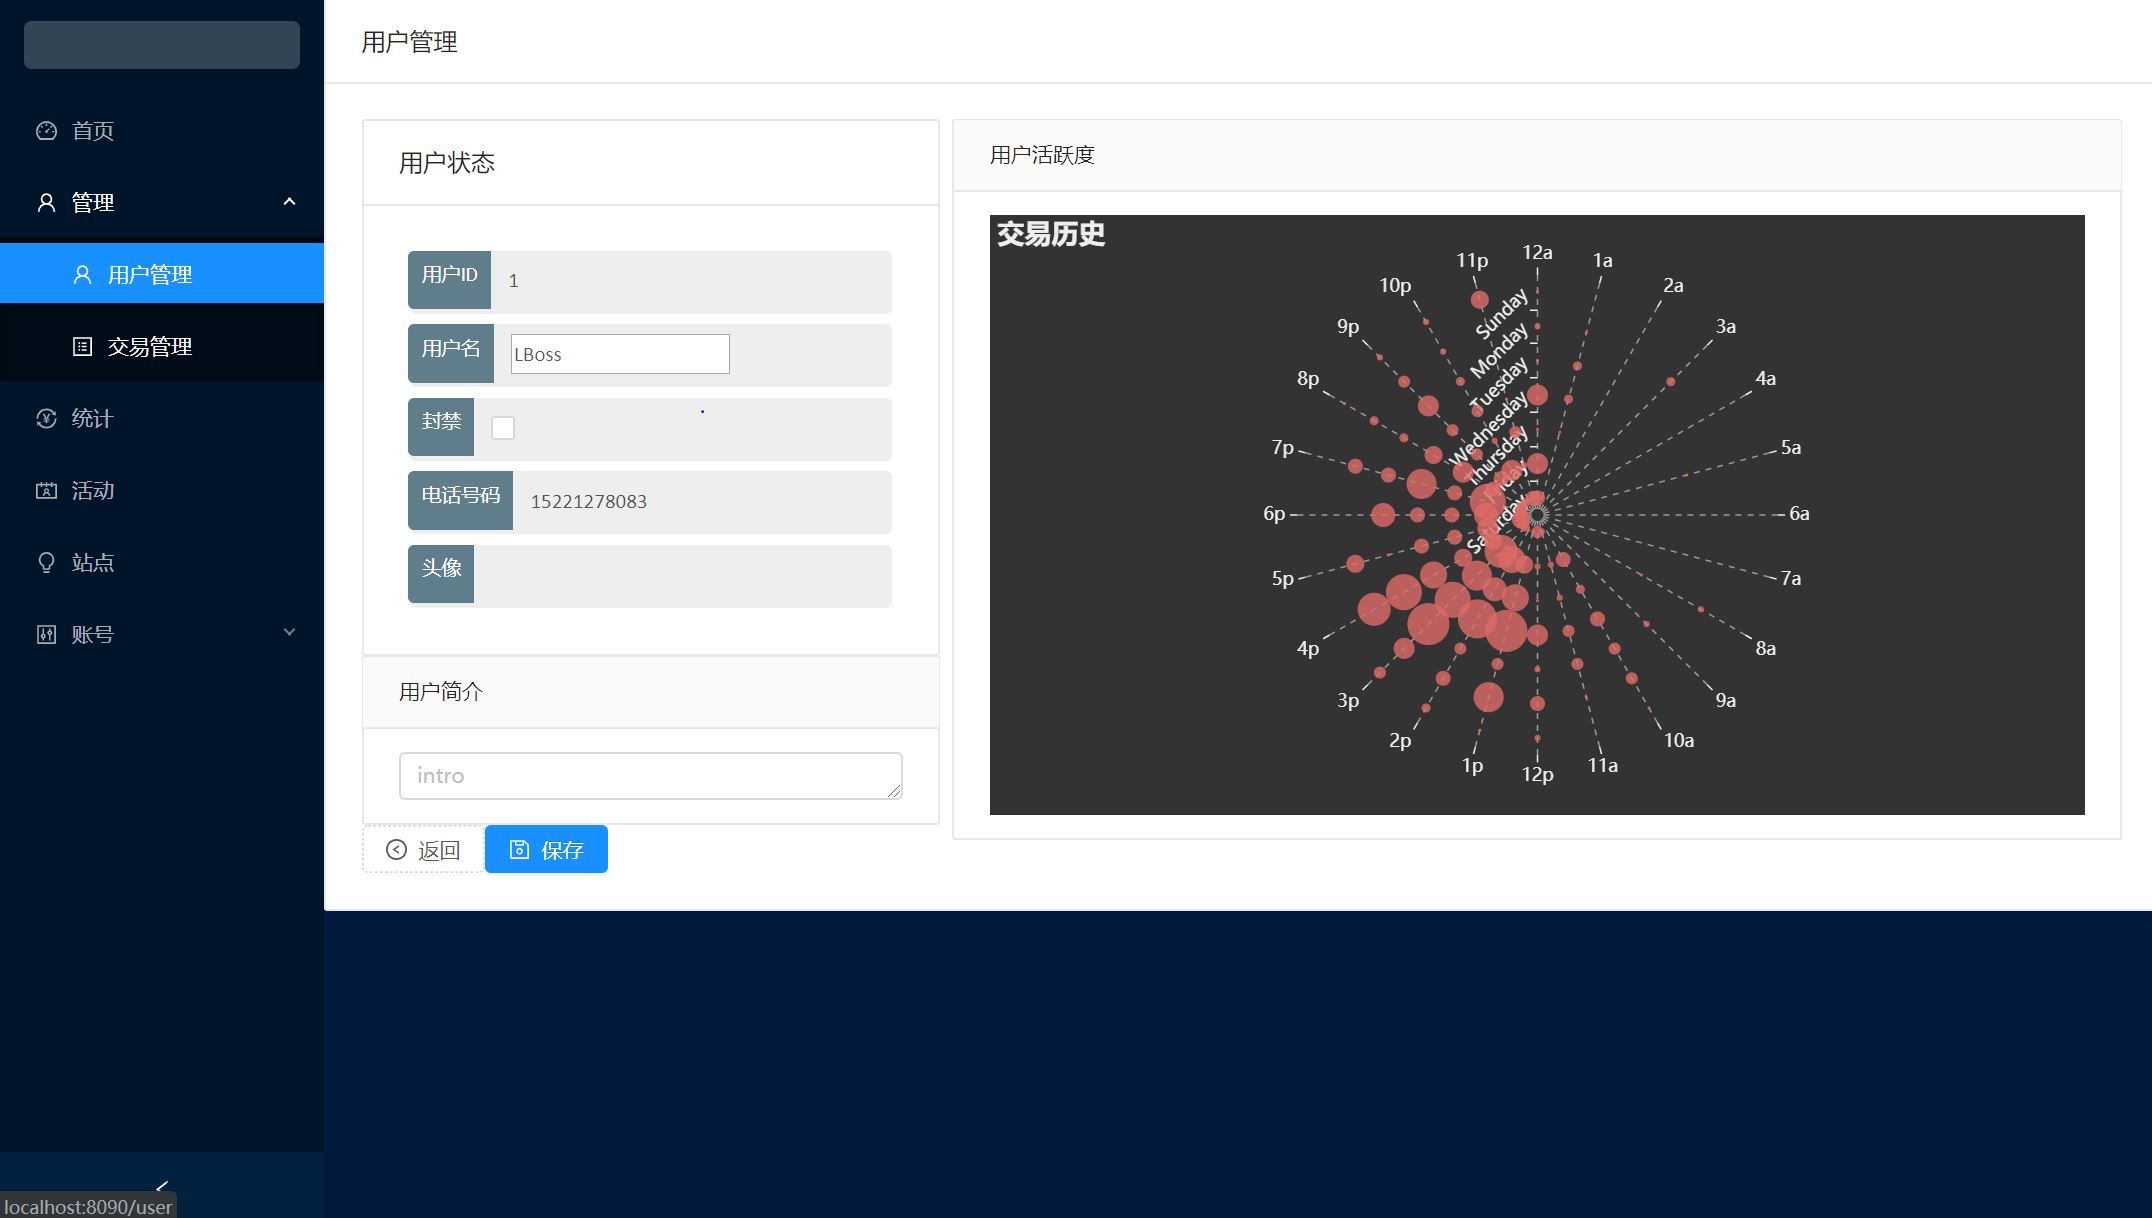 首页
管理
用户管理
交易管理
统计
活动
站点
账号
localhost:8090/user
用户管理
用户状态
用户ID
1
用户名
LBoss
封禁
电话号码
15221278083
头像
用户简介
intro
返回
保存
用户活跃度
交易历史
12a
1a
2a
3a
4a
5a
6a
7a
8a
9a
10a
11a
12p
1p
2p
3p
4p
5p
6p
7p
8p
9p
10p
11p
Sunday
Monday
Tuesday
Wednesday
Thursday
Friday
Saturday